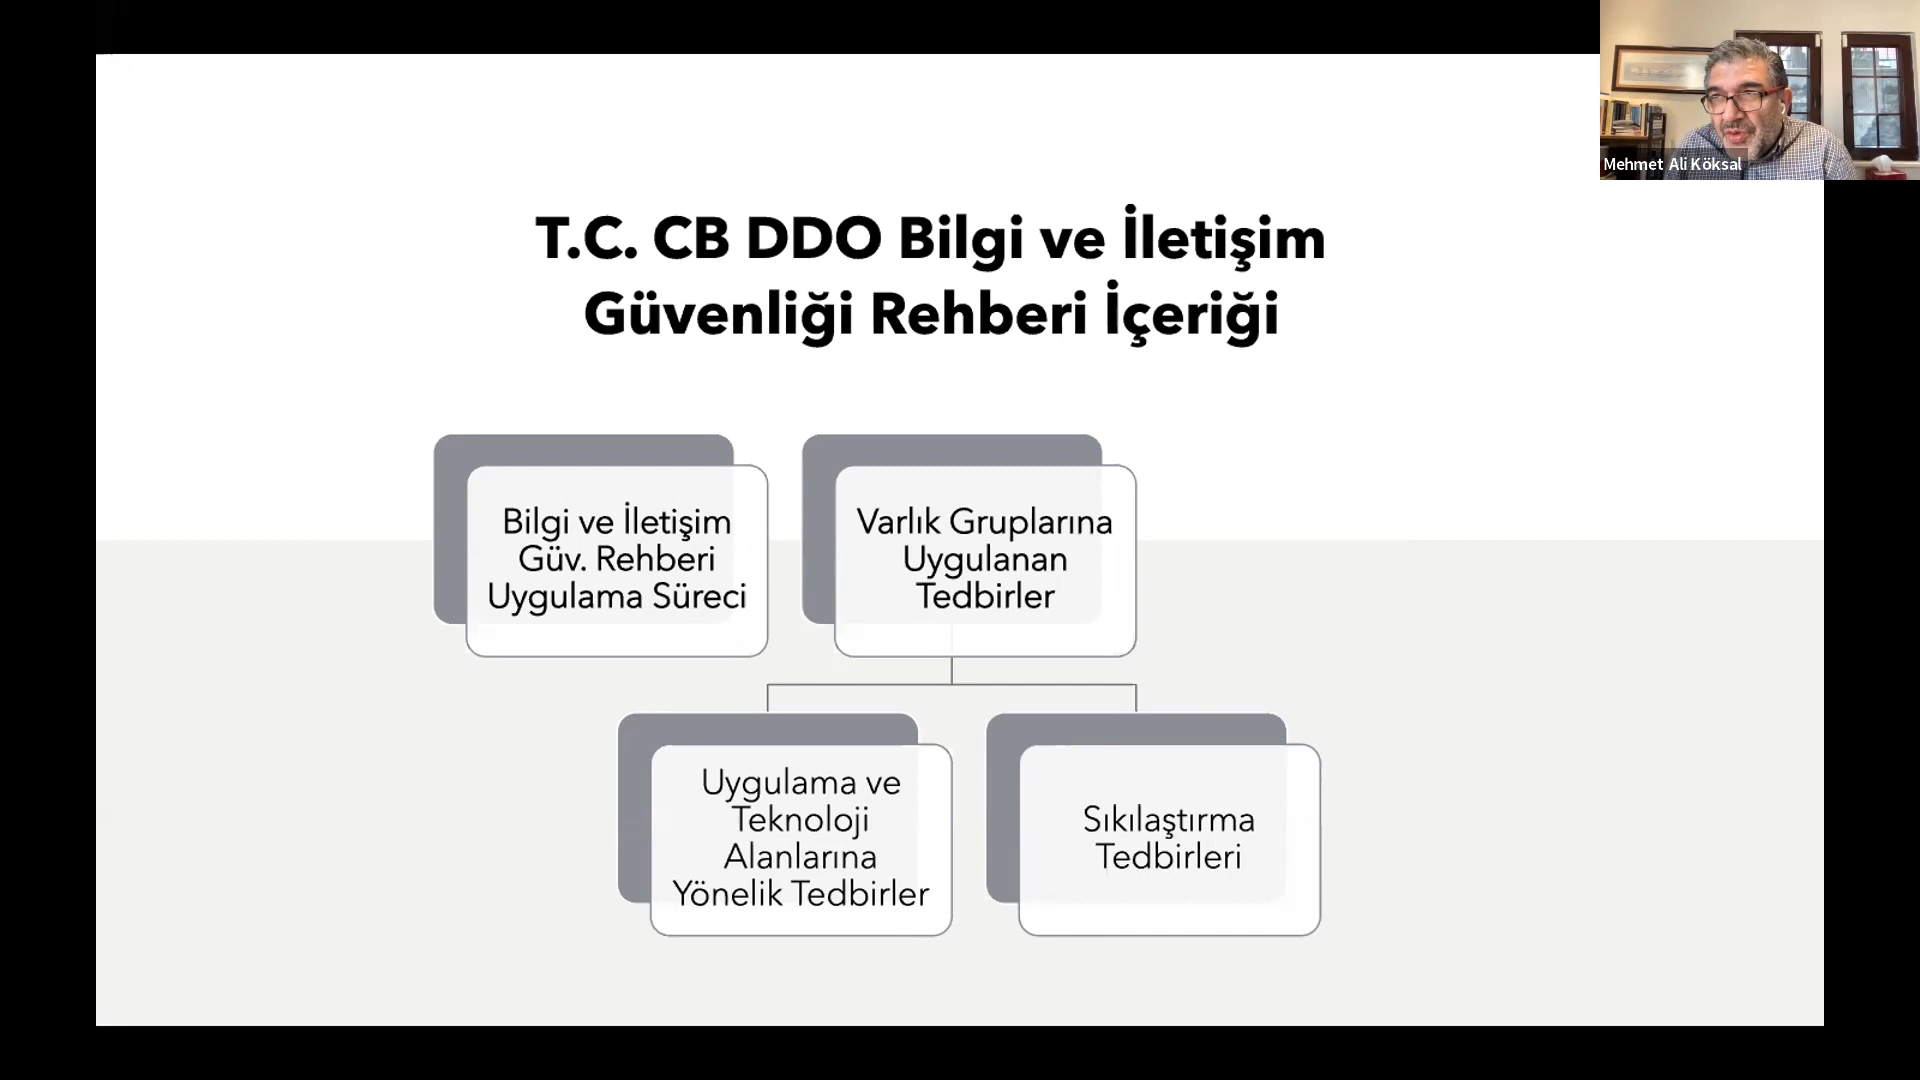 Mehmet Ali Köksal
T.C. CB DDO Bilgi ve İletişim
Güvenliği Rehberi İçeriği
Bilgi ve İletişim
Güv. Rehberi
Uygulama Süreci
Varlık Gruplarına
Uygulanan
Tedbirler
Uygulama ve
Teknoloji
Alanlarına
Yönelik Tedbirler
Sıkılaştırma
Tedbirleri